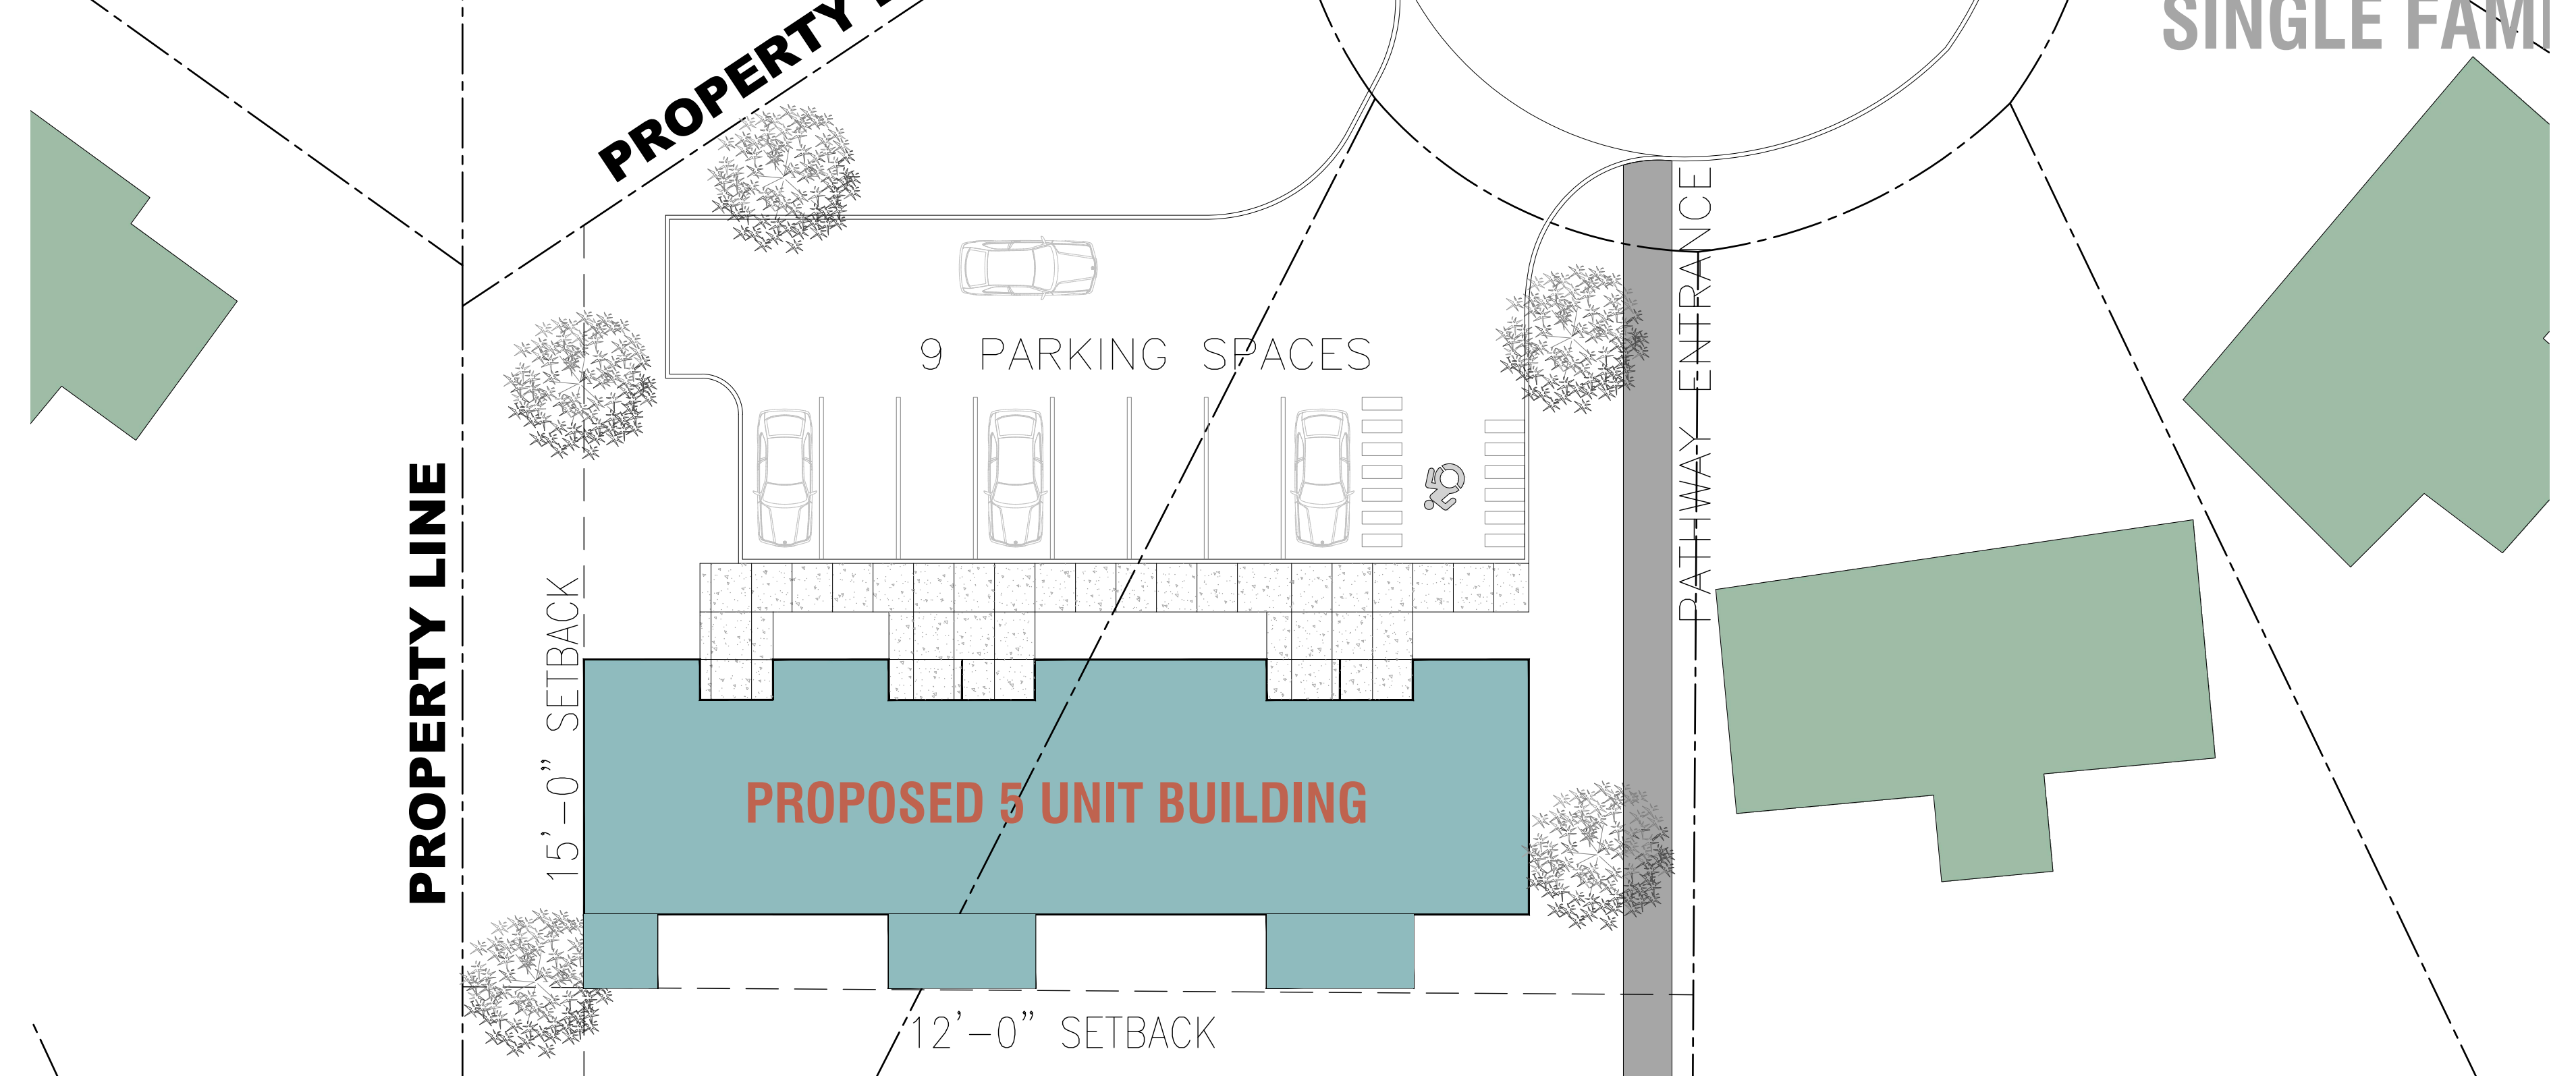 SINGLE FAMI
PROPERTY
9 PARKING SPACES
PATHWAY ENTRANCE
PROPERTY LINE
15'-0" SETBACK
PROPOSED 5 UNIT BUILDING
12'-0" SETBACK